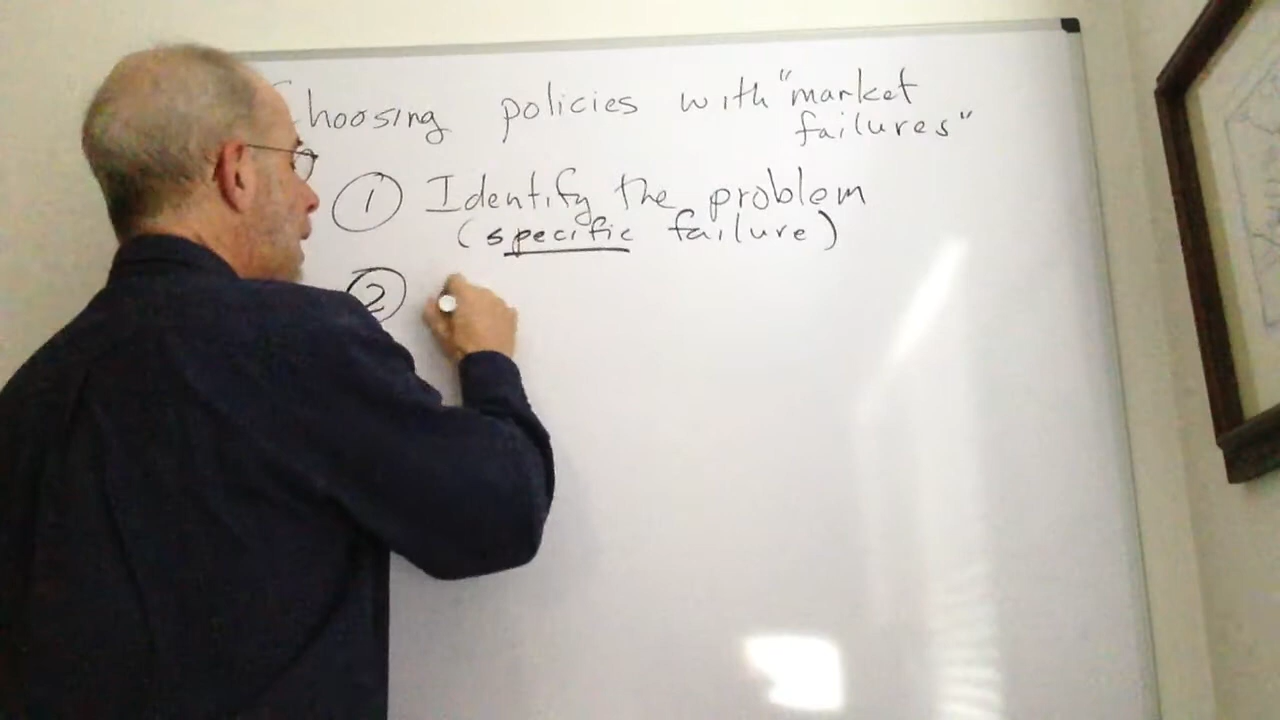 Choosing policies with "market
failures"
① Identify the problem
(specific failure)
②